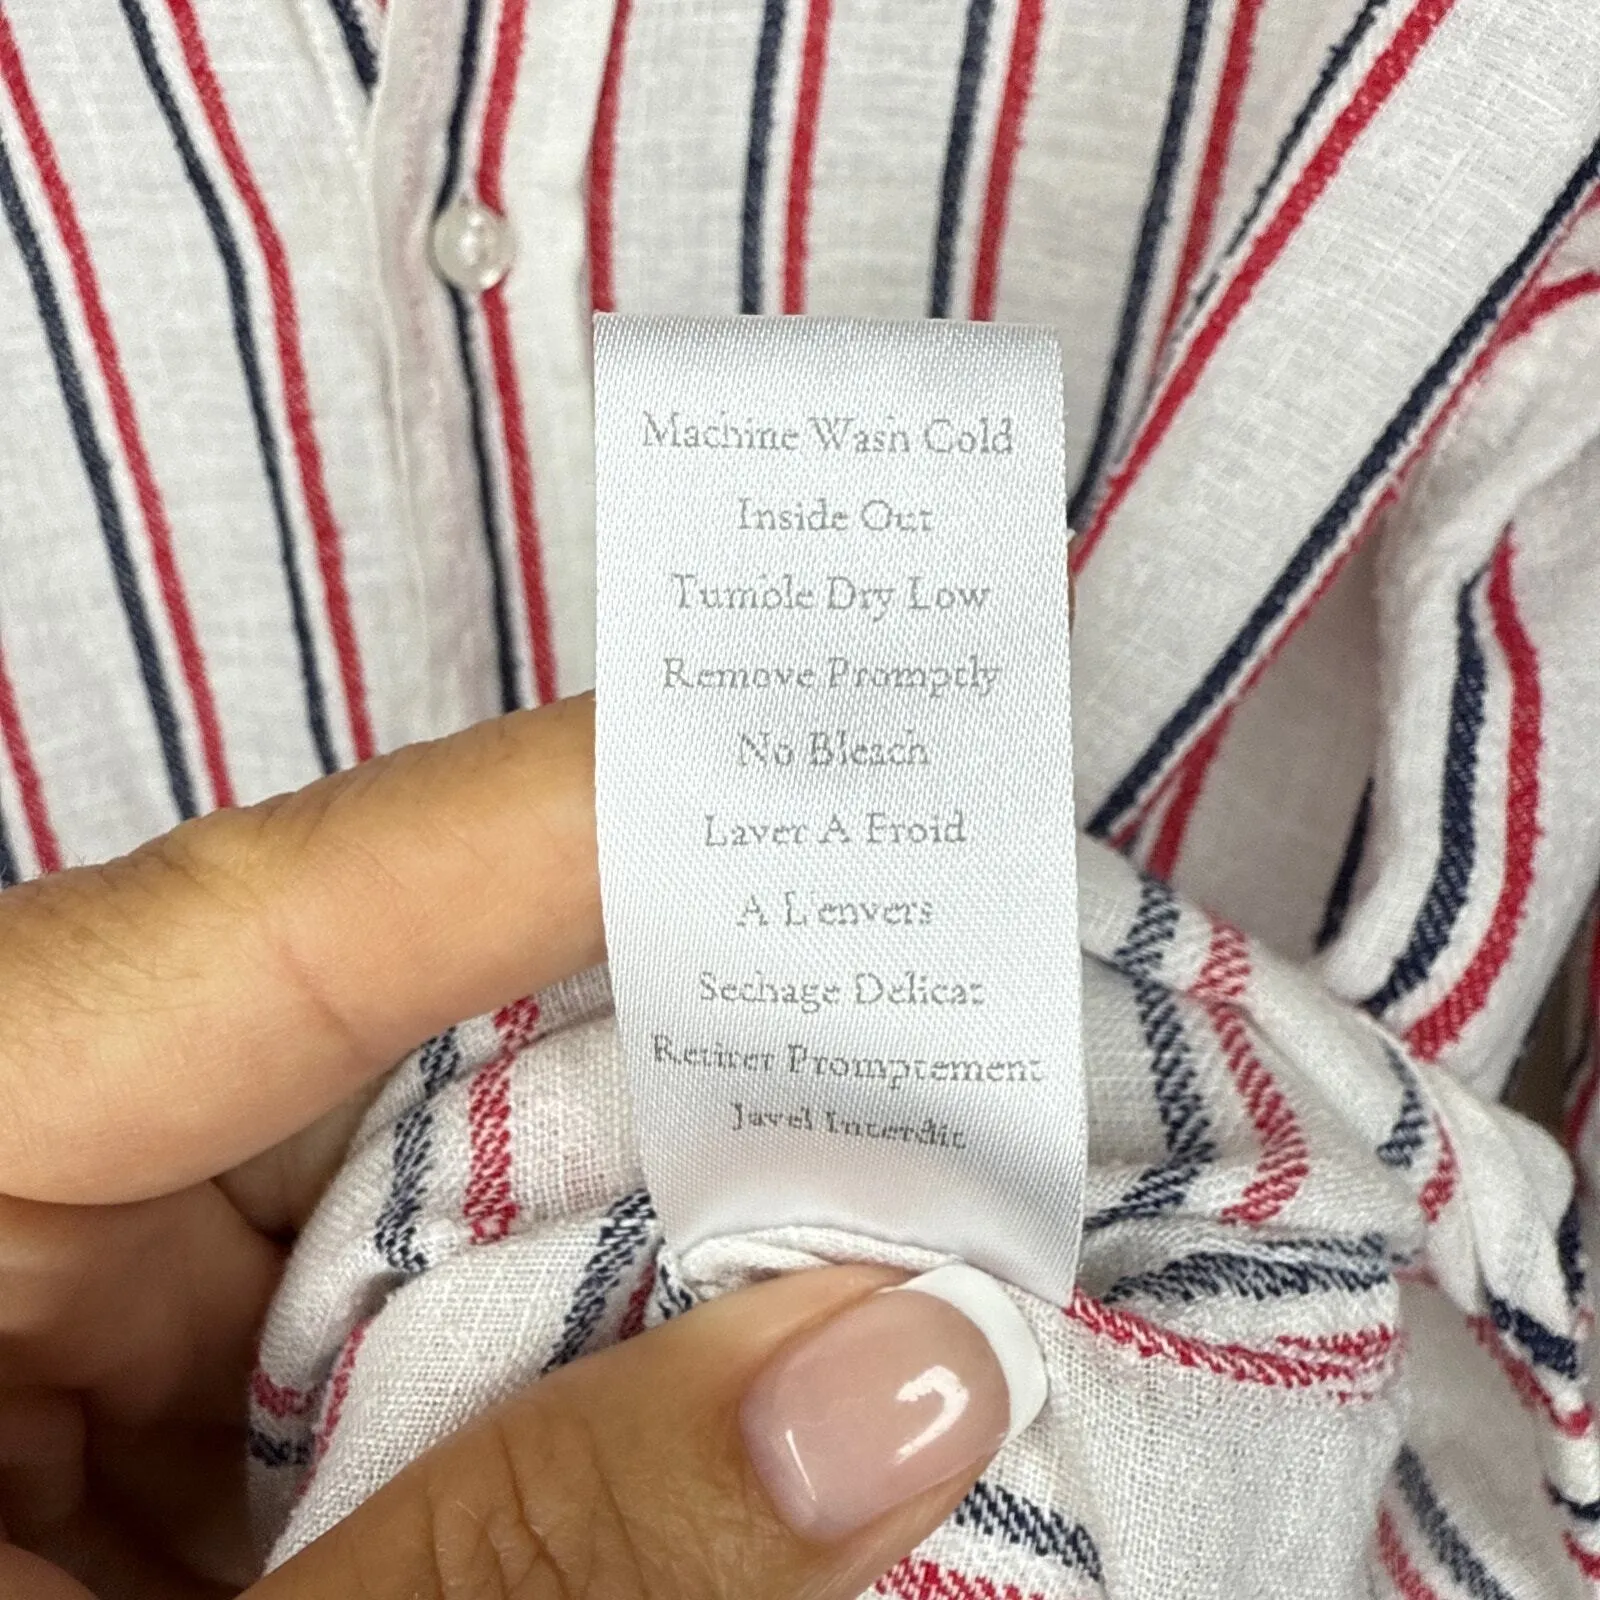 Machine Wash Cold
Inside Out
Tumble Dry Low
Remove Promptly
No Bleach
Laver A Froid
A L'envers
Sechage Delicat
Retirer Promptement
Javel Interdit